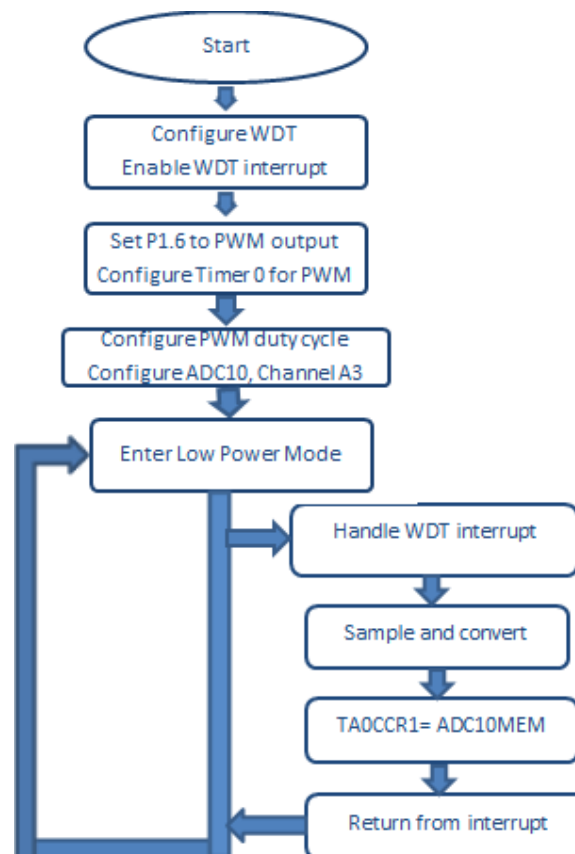 Start
Configure WDT
Enable WDT interrupt
Set P1.6 to PWM output
Configure Timer 0 for PWM
Configure PWM duty cycle
Configure ADC10, Channel A3
Enter Low Power Mode
Handle WDT interrupt
Sample and convert
TA0CCR1= ADC10MEM
Return from interrupt